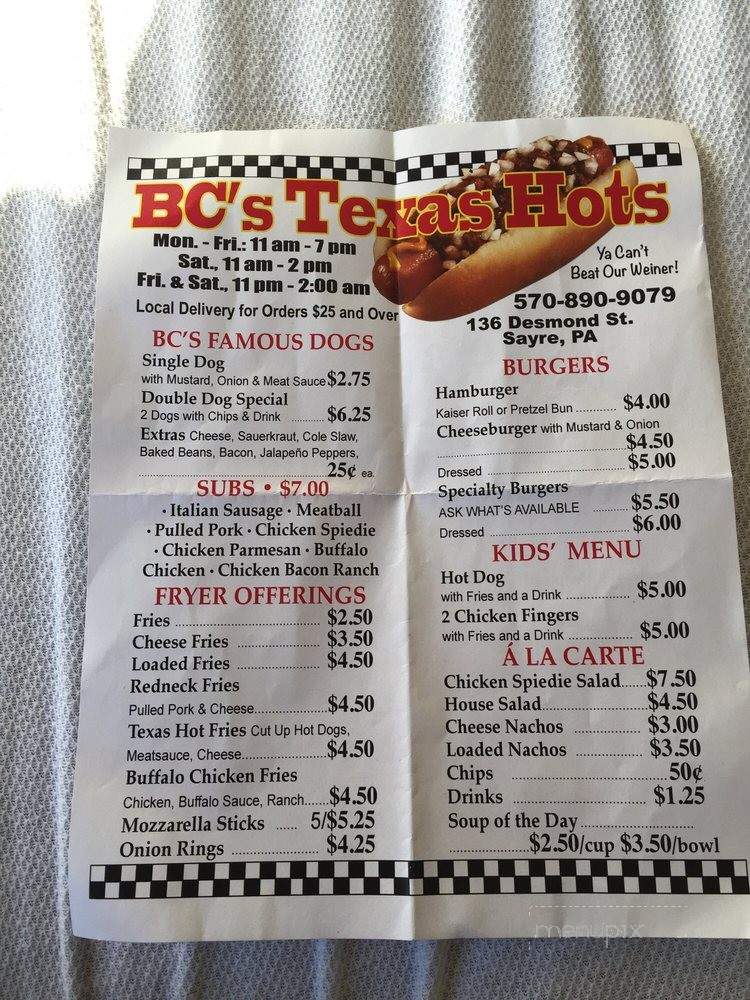 BC's Texas Hots
Mon. - Fri.: 11 am - 7 pm
Sat., 11 am - 2 pm
Fri. & Sat., 11 pm - 2:00 am
Local Delivery for Orders $25 and Over
Ya Can't
Beat Our Weiner!
570-890-9079
136 Desmond St.
Sayre, PA
BC'S FAMOUS DOGS
Single Dog
with Mustard, Onion & Meat Sauce $2.75
Double Dog Special
2 Dogs with Chips & Drink ........... $6.25
Extras Cheese, Sauerkraut, Cole Slaw,
Baked Beans, Bacon, Jalapeño Peppers,
.......................................................... 25¢ ea.
SUBS • $7.00
• Italian Sausage • Meatball
• Pulled Pork • Chicken Spiedie
• Chicken Parmesan • Buffalo
Chicken • Chicken Bacon Ranch
FRYER OFFERINGS
Fries .................................... $2.50
Cheese Fries ..................... $3.50
Loaded Fries ..................... $4.50
Redneck Fries
Pulled Pork & Cheese.................... $4.50
Texas Hot Fries Cut Up Hot Dogs,
Meatsauce, Cheese...................... $4.50
Buffalo Chicken Fries
Chicken, Buffalo Sauce, Ranch...... $4.50
Mozzarella Sticks ...... 5/$5.25
Onion Rings ...................... $4.25
BURGERS
Hamburger
Kaiser Roll or Pretzel Bun ............ $4.00
Cheeseburger with Mustard & Onion
.................................................... $4.50
Dressed ........................................ $5.00
Specialty Burgers
ASK WHAT'S AVAILABLE .......... $5.50
Dressed ........................................ $6.00
KIDS' MENU
Hot Dog
with Fries and a Drink .................. $5.00
2 Chicken Fingers
with Fries and a Drink .................. $5.00
Á LA CARTE
Chicken Spiedie Salad...... $7.50
House Salad.......................... $4.50
Cheese Nachos .................. $3.00
Loaded Nachos .................. $3.50
Chips ....................................... 50¢
Drinks ................................. $1.25
Soup of the Day............................
.................... $2.50/cup $3.50/bowl
menupix